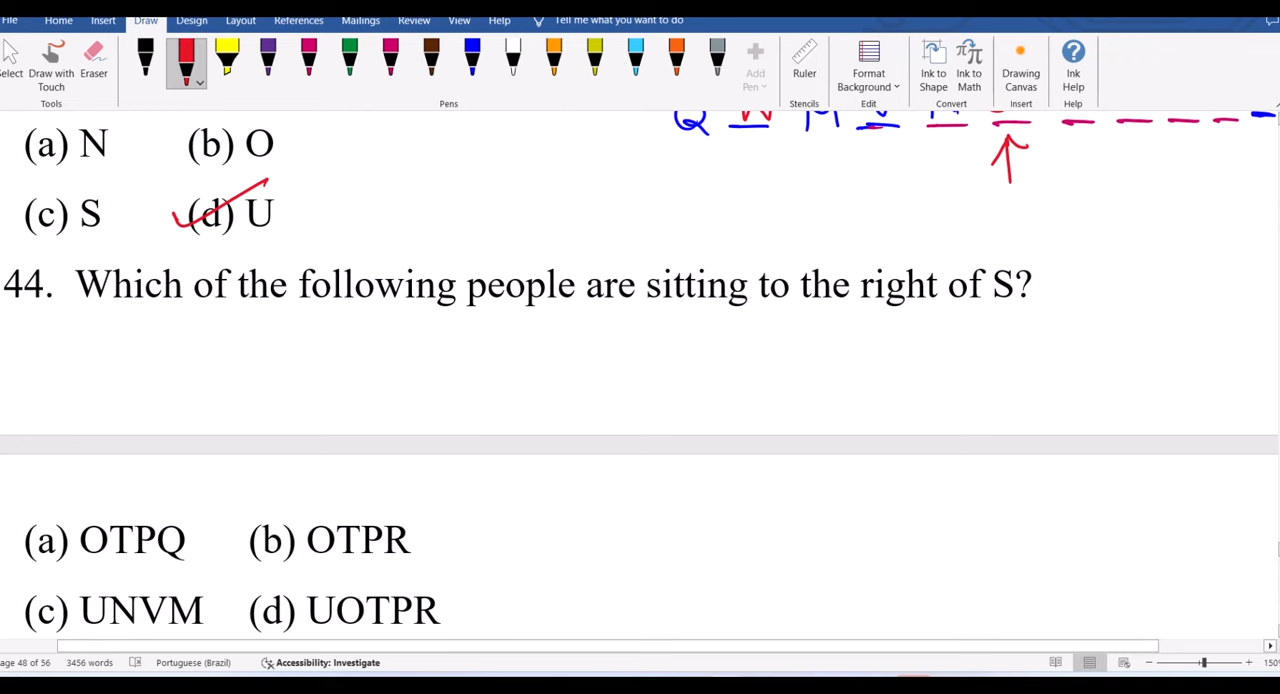 File Home Insert Draw Design Layout References Mailings Review View Help Tell me what you want to do
Select Draw with Touch Eraser Add Pen Ruler Format Background Ink to Shape Ink to Math Drawing Canvas Ink Help
Tools Pens Stencils Edit Convert Insert Help
Q W M V N
(a) N (b) O
(c) S (d) U
44. Which of the following people are sitting to the right of S?
(a) OTPQ (b) OTPR
(c) UNVM (d) UOTPR
age 48 of 56 3456 words Portuguese (Brazil) Accessibility: Investigate 150